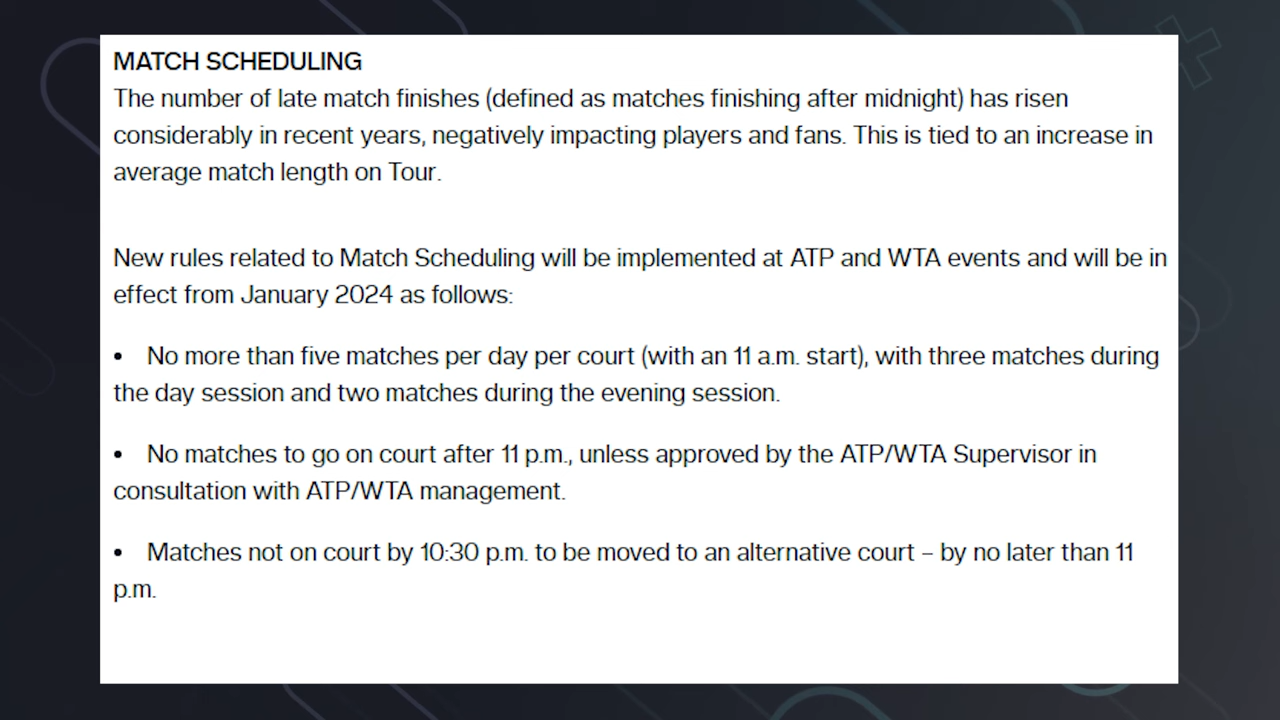 MATCH SCHEDULING
The number of late match finishes (defined as matches finishing after midnight) has risen
considerably in recent years, negatively impacting players and fans. This is tied to an increase in
average match length on Tour.
New rules related to Match Scheduling will be implemented at ATP and WTA events and will be in
effect from January 2024 as follows:
• No more than five matches per day per court (with an 11 a.m. start), with three matches during
the day session and two matches during the evening session.
• No matches to go on court after 11 p.m., unless approved by the ATP/WTA Supervisor in
consultation with ATP/WTA management.
• Matches not on court by 10:30 p.m. to be moved to an alternative court – by no later than 11
p.m.